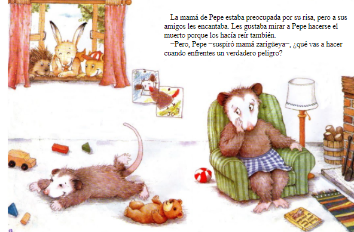 La mamá de Pepe estaba preocupada por su risa, pero a sus
amigos les encantaba. Les gustaba mirar a Pepe hacerse el
muerto porque los hacía reír también.
–Pero, Pepe –suspiró mamá zarigüeya–, ¿qué vas a hacer
cuando enfrentes un verdadero peligro?